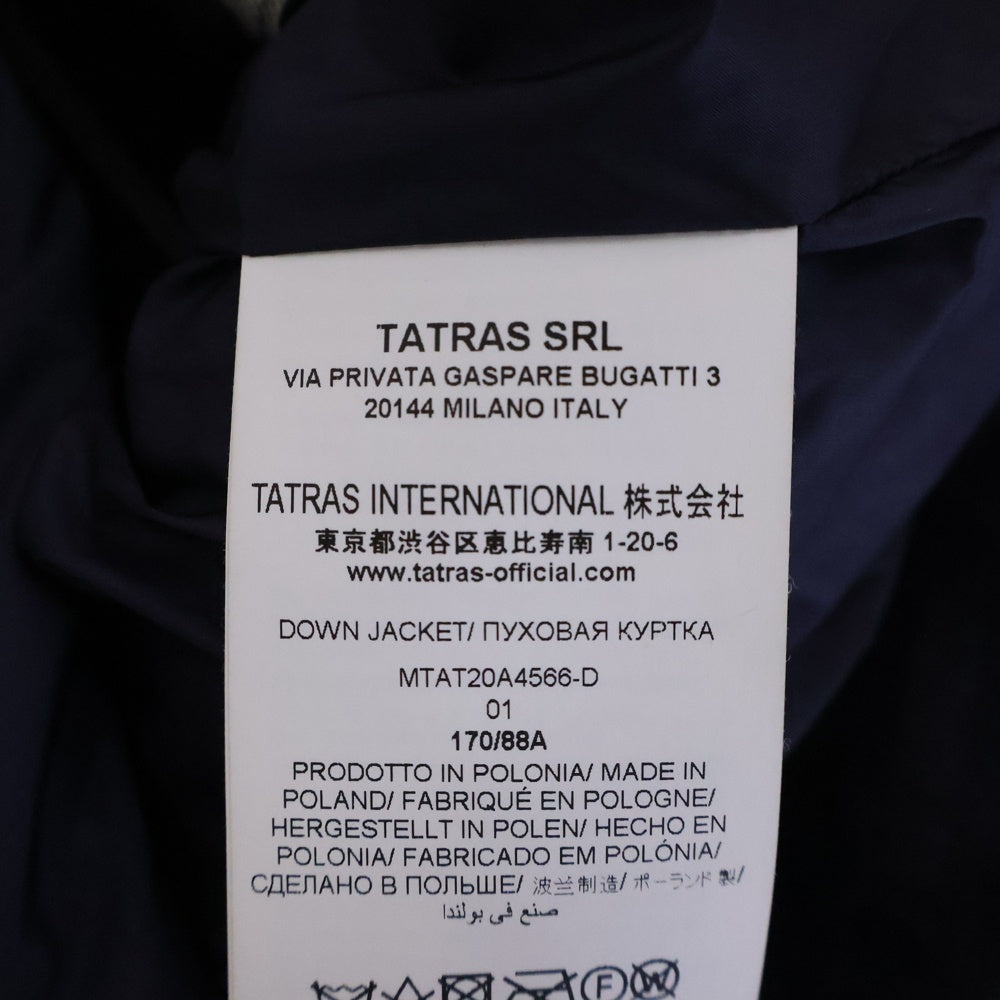 TATRAS SRL
VIA PRIVATA GASPARE BUGATTI 3
20144 MILANO ITALY
TATRAS INTERNATIONAL 株式会社
東京都渋谷区恵比寿南 1-20-6
www.tatras-official.com
DOWN JACKET/ ПУХОВАЯ КУРТКА
MTAT20A4566-D
01
170/88A
PRODOTTO IN POLONIA/ MADE IN
POLAND/ FABRIQUÉ EN POLOGNE/
HERGESTELLT IN POLEN/ HECHO EN
POLONIA/ FABRICADO EM POLÓNIA/
СДЕЛАНО В ПОЛЬШЕ/ 波兰制造/ ポーランド 製/
صنع في بولندا
F W